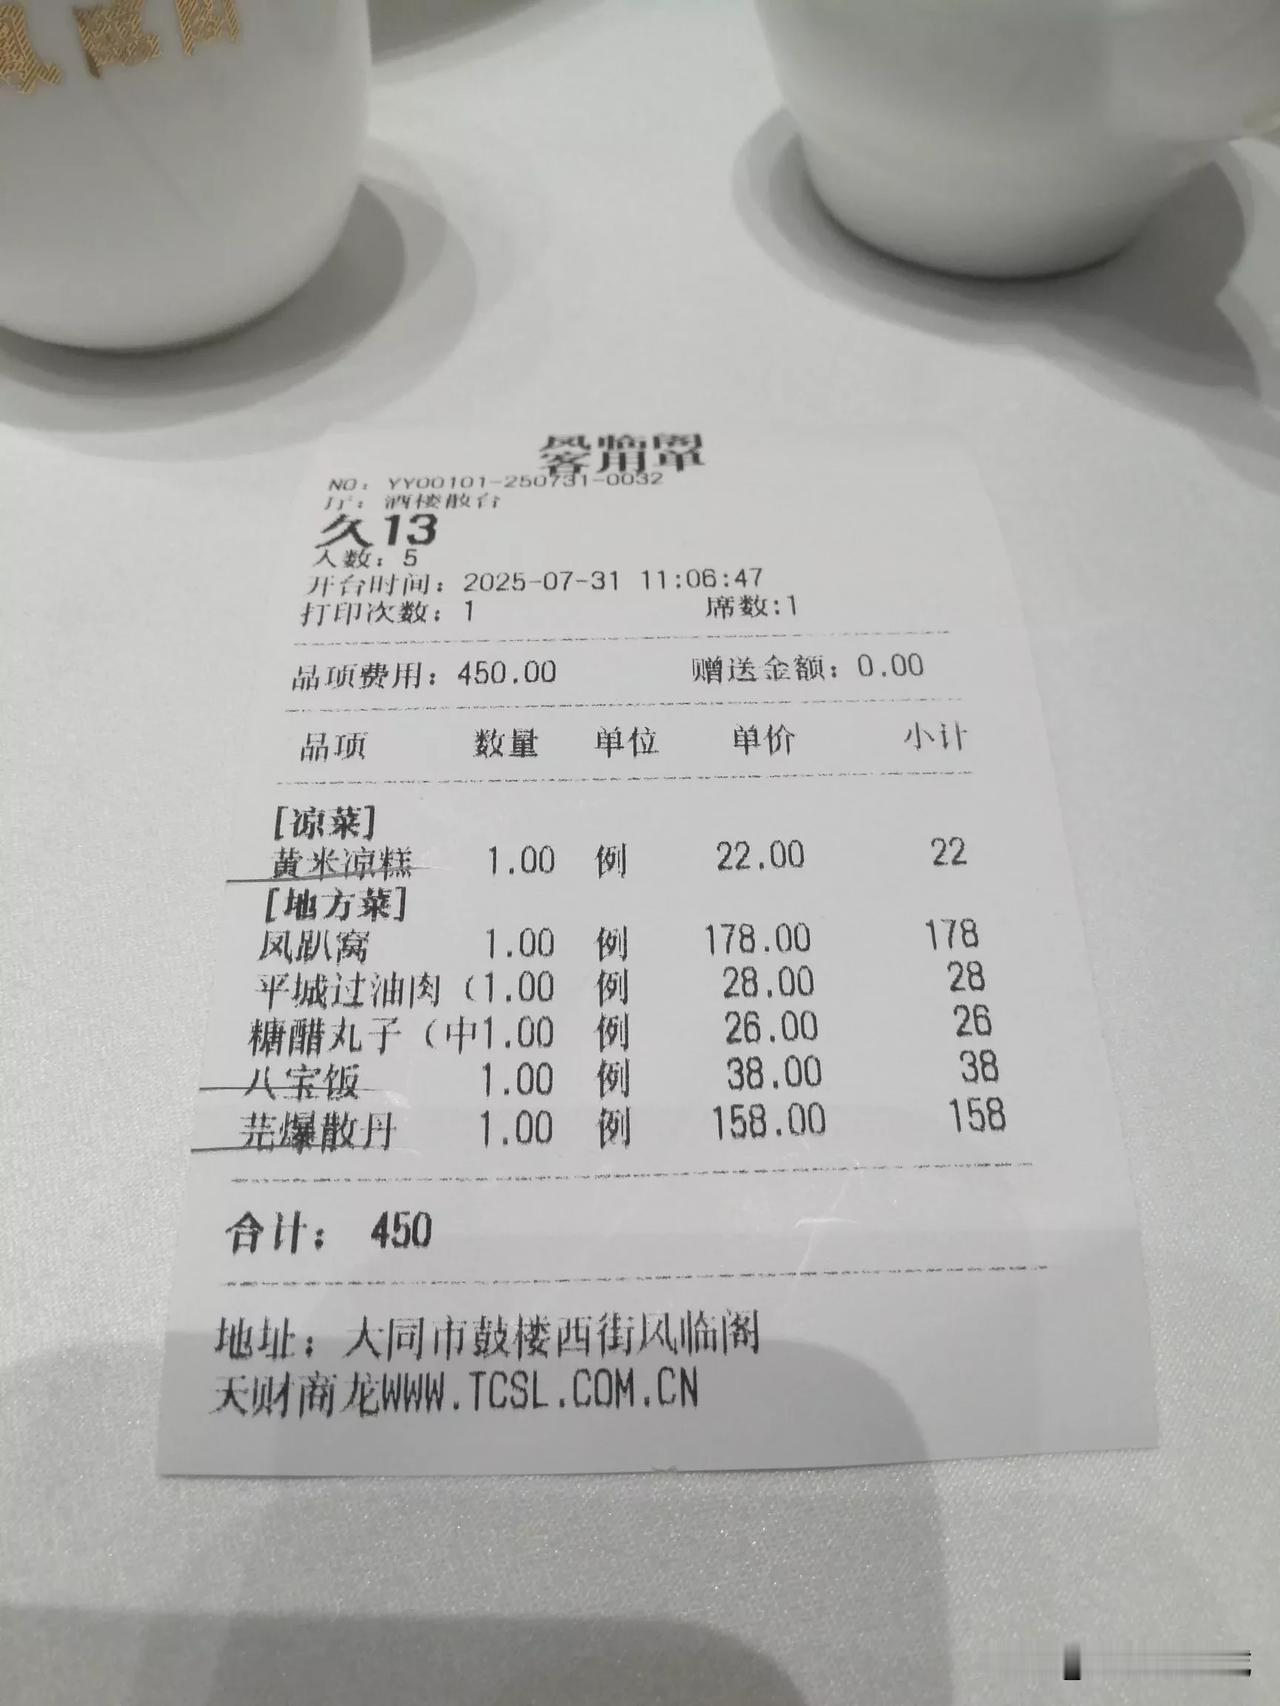 风临阁
客用单
NO: YY00101-250731-0032
厅: 酒楼散台
久13
人数: 5
开台时间: 2025-07-31 11:06:47
打印次数: 1 席数:1
品项费用: 450.00 赠送金额: 0.00
品项 数量 单位 单价 小计
[凉菜]
黄米凉糕 1.00 例 22.00 22
[地方菜]
凤趴窝 1.00 例 178.00 178
平城过油肉 (1.00 例 28.00 28
糖醋丸子 (中1.00 例 26.00 26
八宝饭 1.00 例 38.00 38
芫爆散丹 1.00 例 158.00 158
合计: 450
地址: 大同市鼓楼西街凤临阁
天财商龙WWW.TCSL.COM.CN